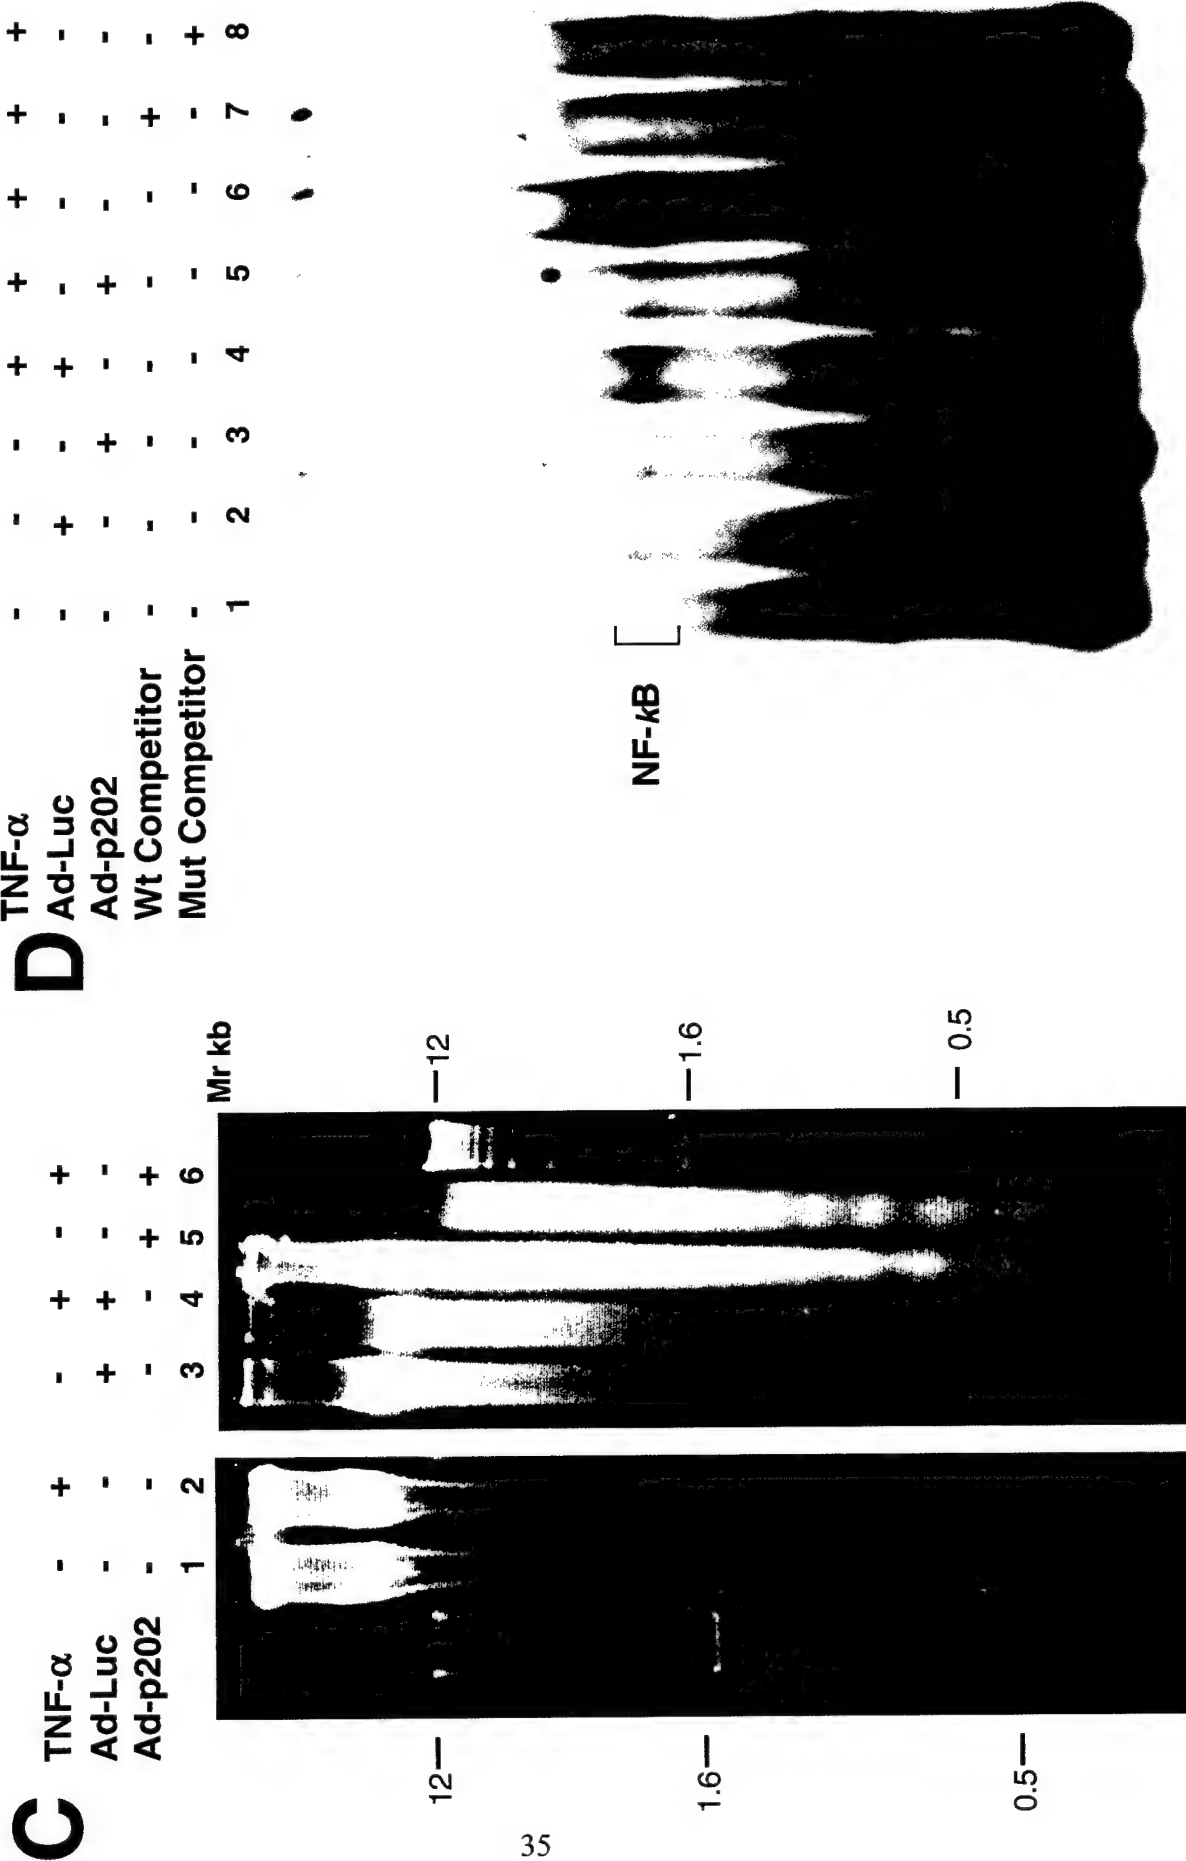 C
TNF-α - + - + - +
Ad-Luc - - + + - -
Ad-p202 - - - - + +
1 2 3 4 5 6
Mr kb
12 12
1.6 1.6
0.5 0.5
D
TNF-α - - - + + + + +
Ad-Luc - + - + - - - -
Ad-p202 - - + - + - - -
Wt Competitor - - - - - - + -
Mut Competitor - - - - - - - +
1 2 3 4 5 6 7 8
NF-kB
35